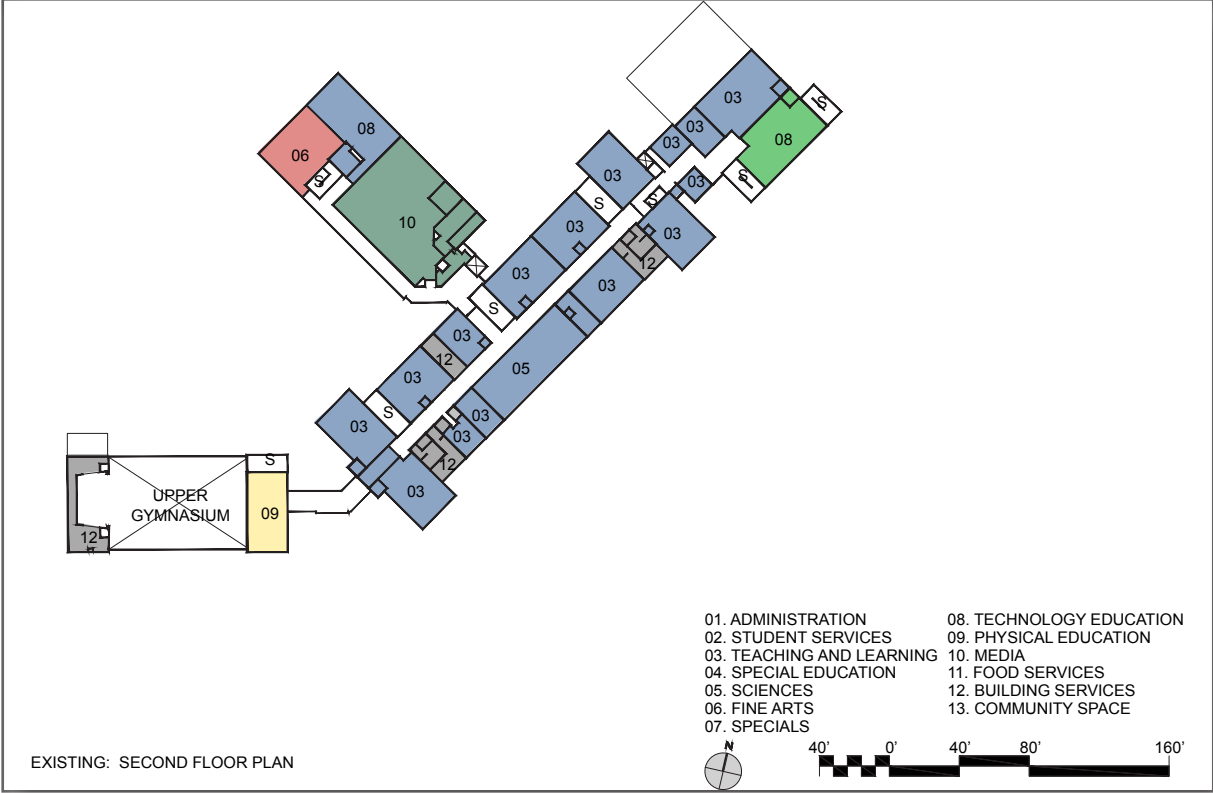 03
03
S
08
08
06
03
03
03
S
10
S
S
S
03
03
03
03
12
03
S
03
12
05
03
S
03
03
03
12
03
S
UPPER
GYMNASIUM
09
12
01. ADMINISTRATION
02. STUDENT SERVICES
03. TEACHING AND LEARNING
04. SPECIAL EDUCATION
05. SCIENCES
06. FINE ARTS
07. SPECIALS
08. TECHNOLOGY EDUCATION
09. PHYSICAL EDUCATION
10. MEDIA
11. FOOD SERVICES
12. BUILDING SERVICES
13. COMMUNITY SPACE
EXISTING: SECOND FLOOR PLAN
N
40' 0' 40' 80' 160'